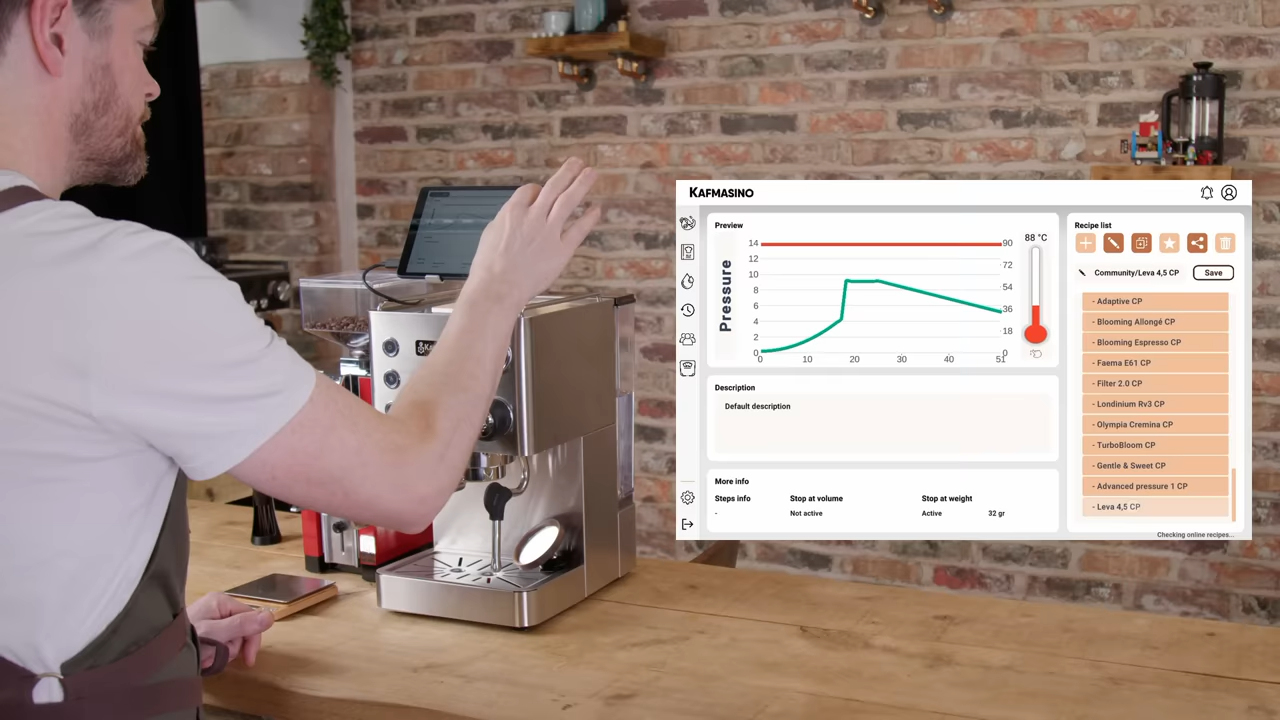 KAFMASINO
Preview
88 °C
Pressure
14
12
10
8
6
4
2
0
90
72
54
36
18
0
0
10
20
30
40
51
Description
Default description
More info
Steps info
Stop at volume
Stop at weight
-
Not active
Active
32 gr
Recipe list
Community/Leva 4,5 CP
Save
- Adaptive CP
- Blooming Allongé CP
- Blooming Espresso CP
- Faema E61 CP
- Filter 2.0 CP
- Londinium Rv3 CP
- Olympia Cremina CP
- TurboBloom CP
- Gentle & Sweet CP
- Advanced pressure 1 CP
- Leva 4,5 CP
Checking online recipes...